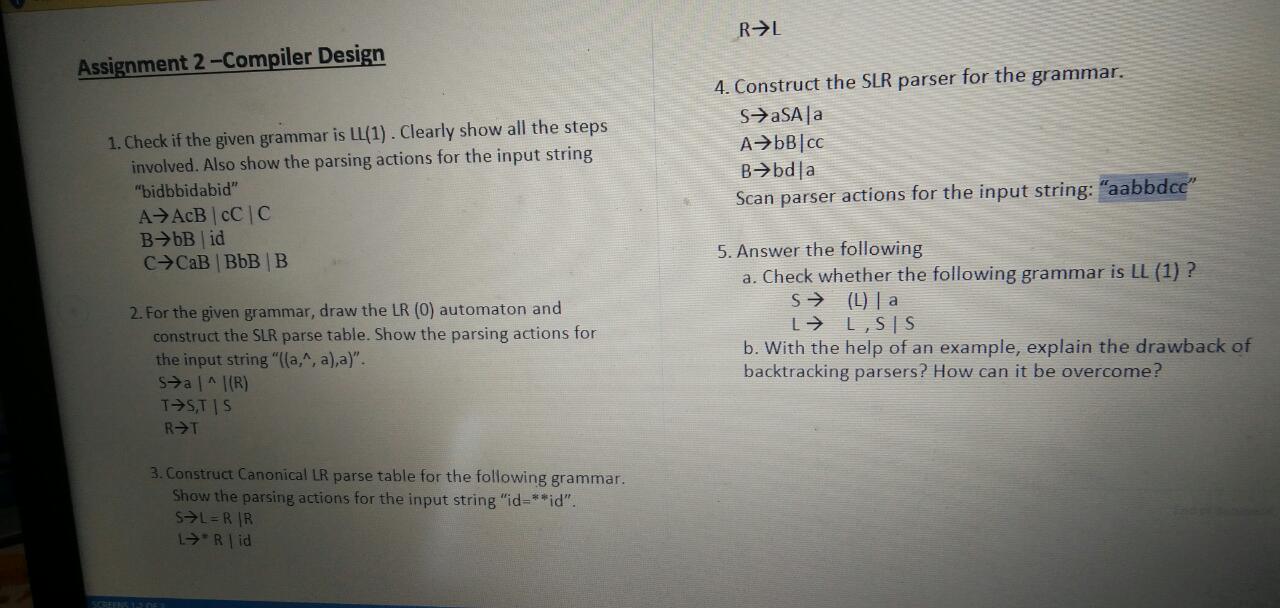 Assignment 2 –Compiler Design
1. Check if the given grammar is LL(1) . Clearly show all the steps
involved. Also show the parsing actions for the input string
“bidbbidabid”
A→AcB | cC | C
B→bB | id
C→CaB | BbB | B
2. For the given grammar, draw the LR (0) automaton and
construct the SLR parse table. Show the parsing actions for
the input string “((a,^, a),a)”.
S→a | ^ |(R)
T→S,T | S
R→T
3. Construct Canonical LR parse table for the following grammar.
Show the parsing actions for the input string “id=**id”.
S→L = R |R
L→* R | id
R→L
4. Construct the SLR parser for the grammar.
S→aSA|a
A→bB|cc
B→bd|a
Scan parser actions for the input string: “aabbdcc”
5. Answer the following
a. Check whether the following grammar is LL (1) ?
S→ (L) | a
L→ L , S | S
b. With the help of an example, explain the drawback of
backtracking parsers? How can it be overcome?